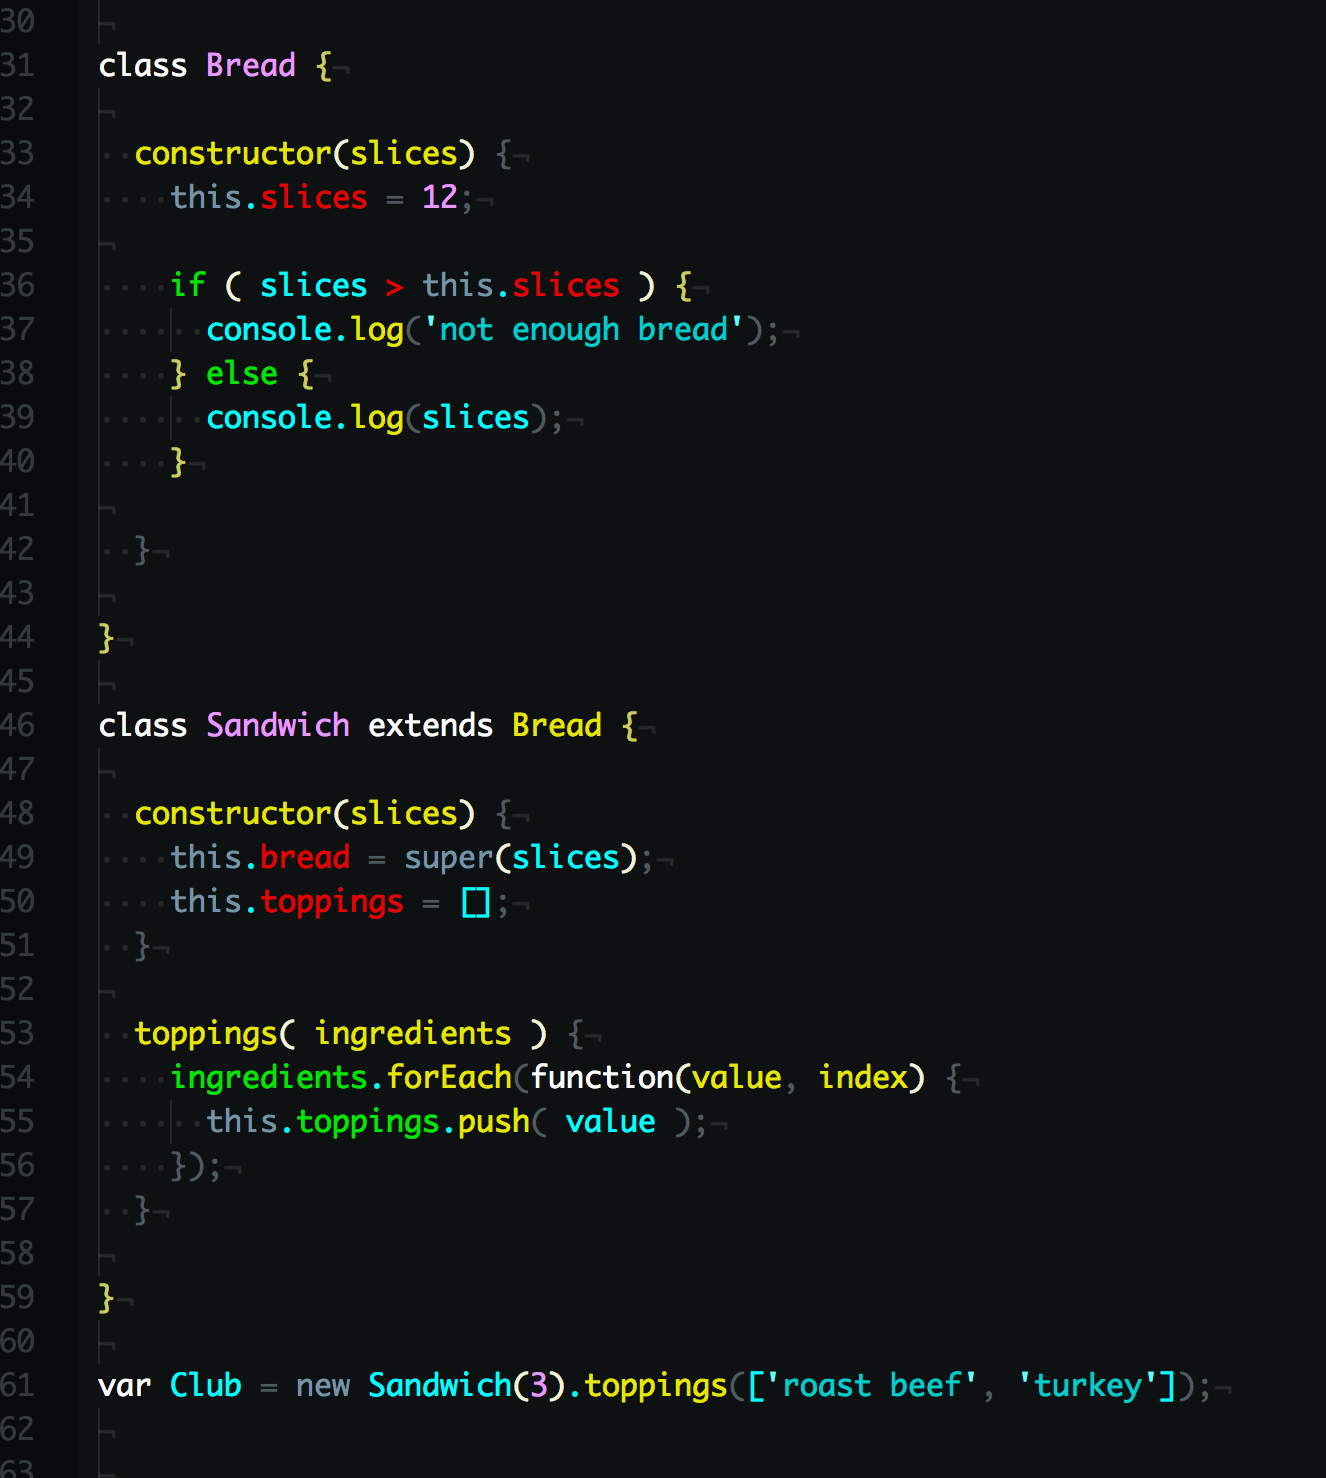 30
31 class Bread {¬
32 ¬
33 ··constructor(slices) {¬
34 ····this.slices = 12;¬
35 ¬
36 ····if ( slices > this.slices ) {¬
37 ······console.log('not enough bread');¬
38 ····} else {¬
39 ······console.log(slices);¬
40 ····}¬
41 ¬
42 ··}¬
43 ¬
44 }¬
45 ¬
46 class Sandwich extends Bread {¬
47 ¬
48 ··constructor(slices) {¬
49 ····this.bread = super(slices);¬
50 ····this.toppings = [];¬
51 ··}¬
52 ¬
53 ··toppings( ingredients ) {¬
54 ····ingredients.forEach(function(value, index) {¬
55 ······this.toppings.push( value );¬
56 ····});¬
57 ··}¬
58 ¬
59 }¬
60 ¬
61 var Club = new Sandwich(3).toppings(['roast beef', 'turkey']);¬
62 ¬
63 ¬